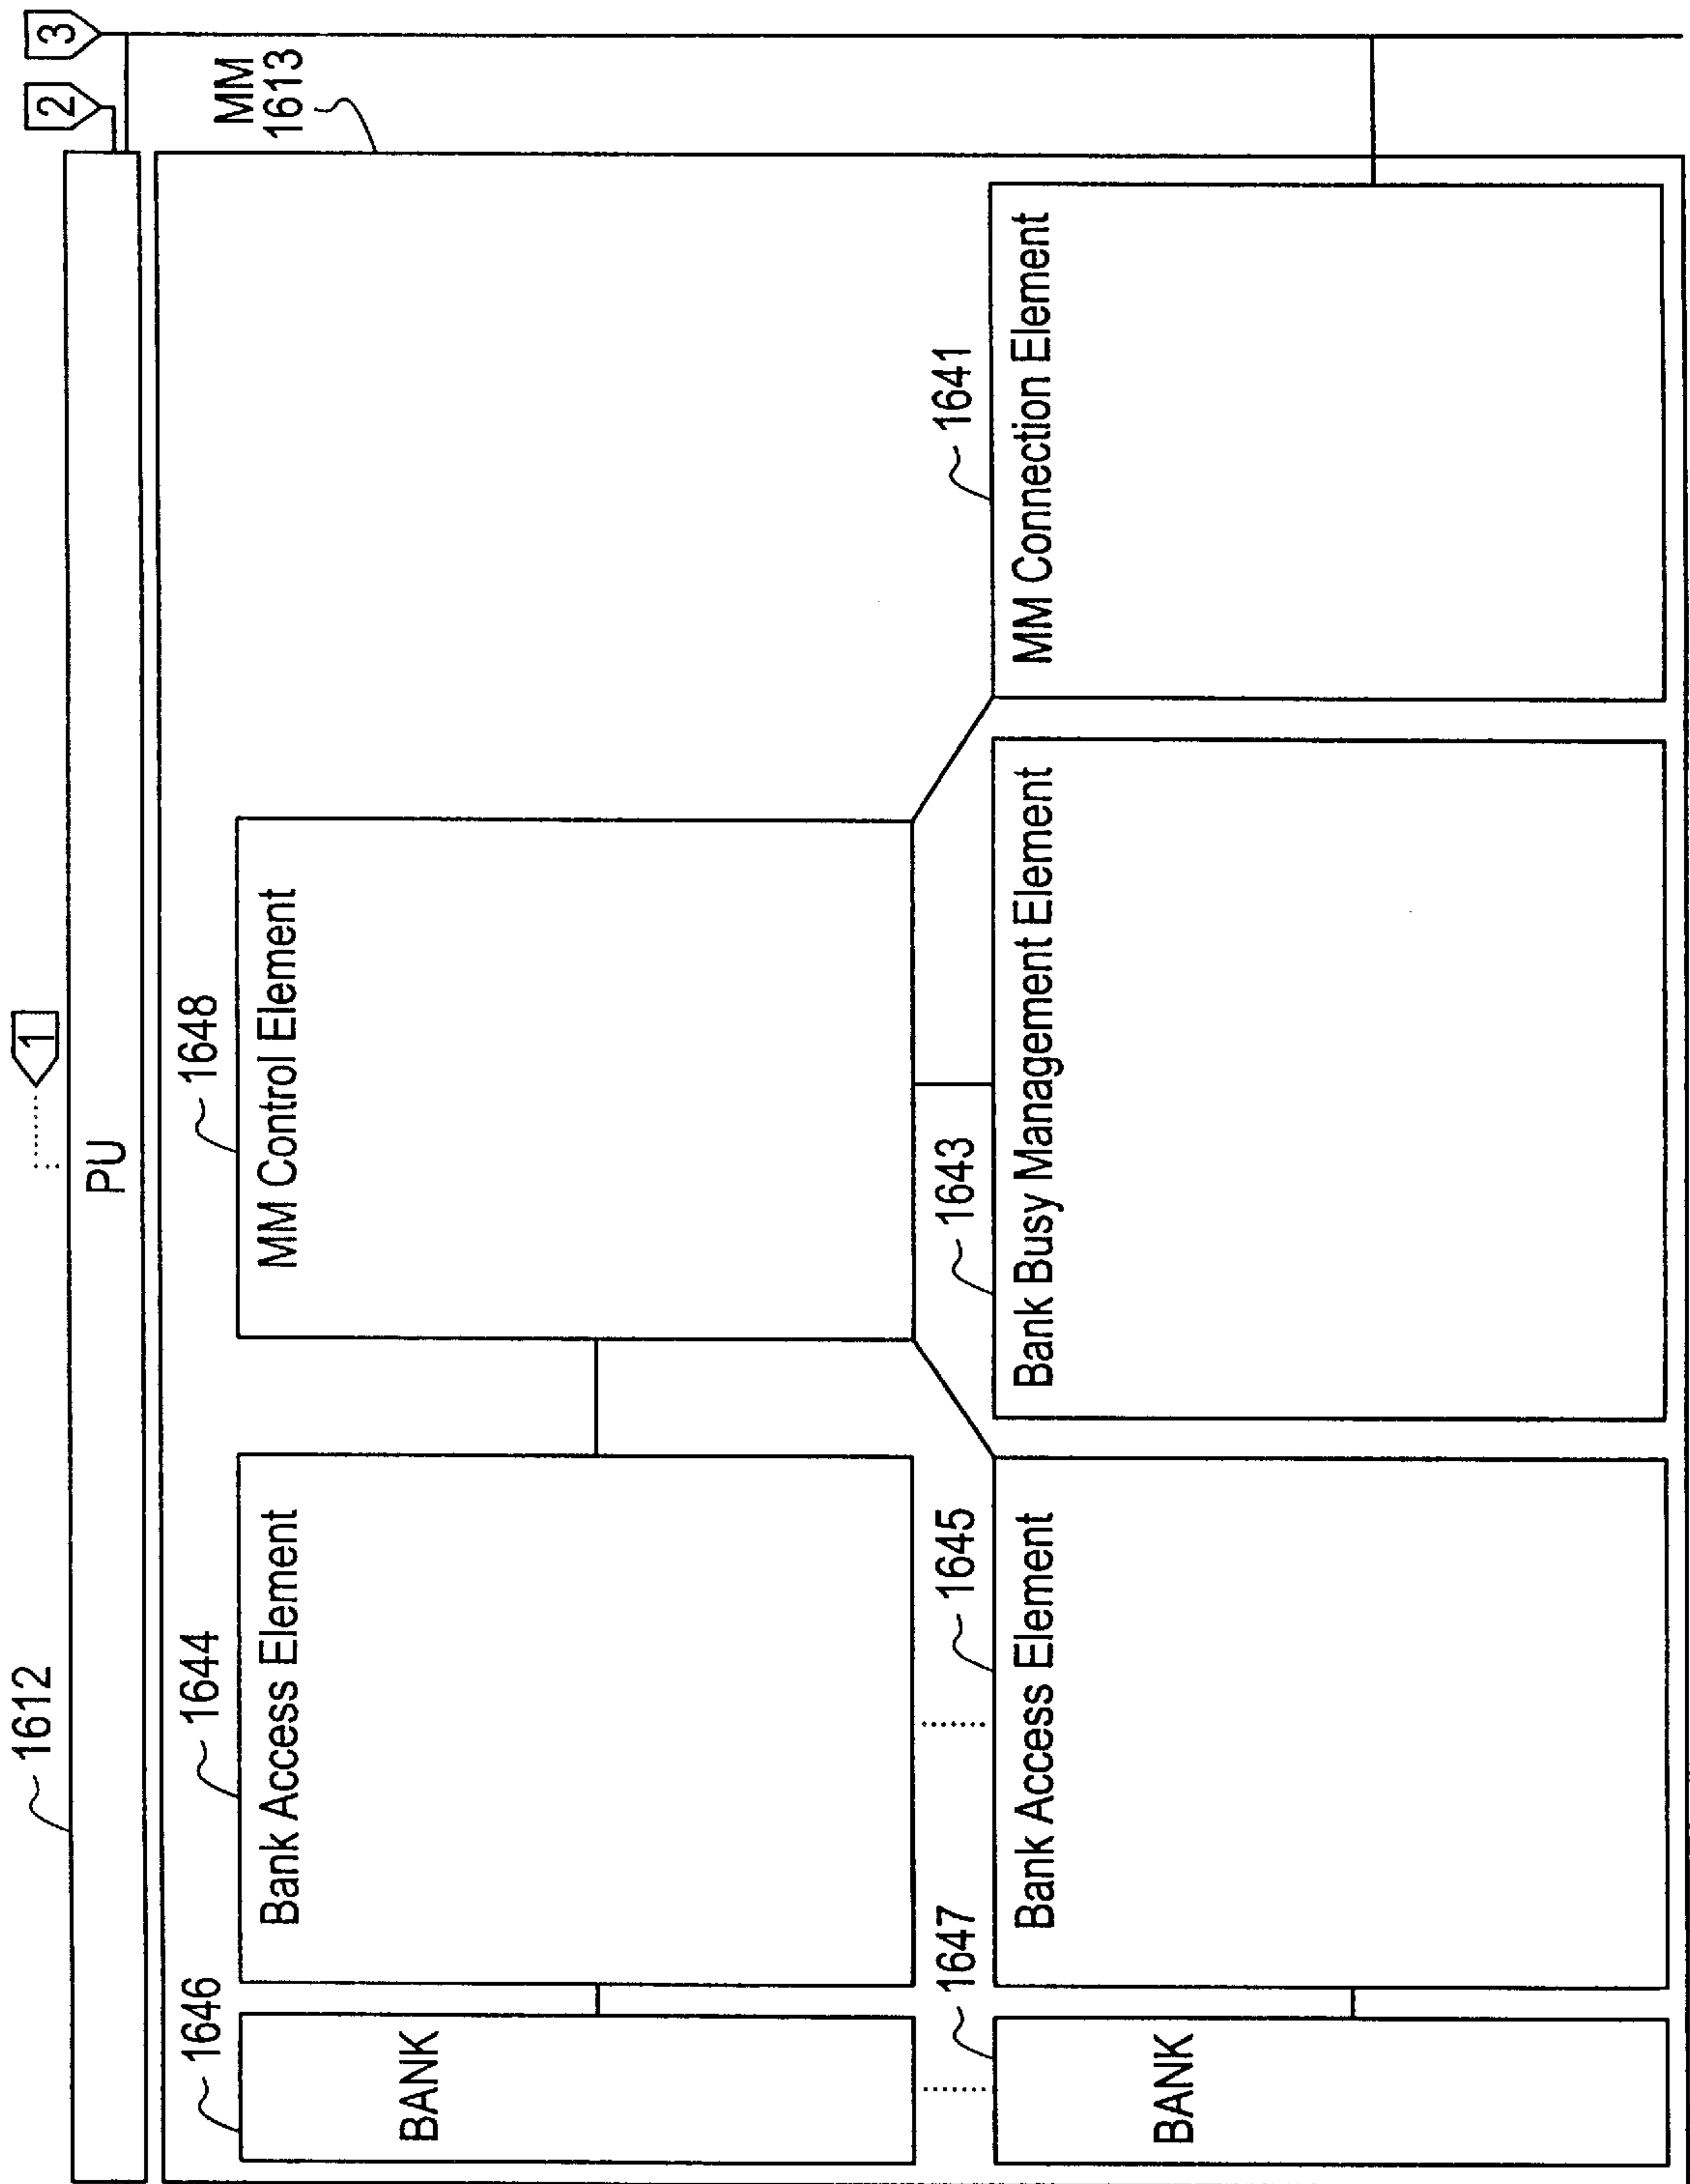 1612
1
2
3
PU
MM
1613
1646
BANK
1644
Bank Access Element
1648
MM Control Element
1647
BANK
1645
Bank Access Element
1643
Bank Busy Management Element
1641
MM Connection Element